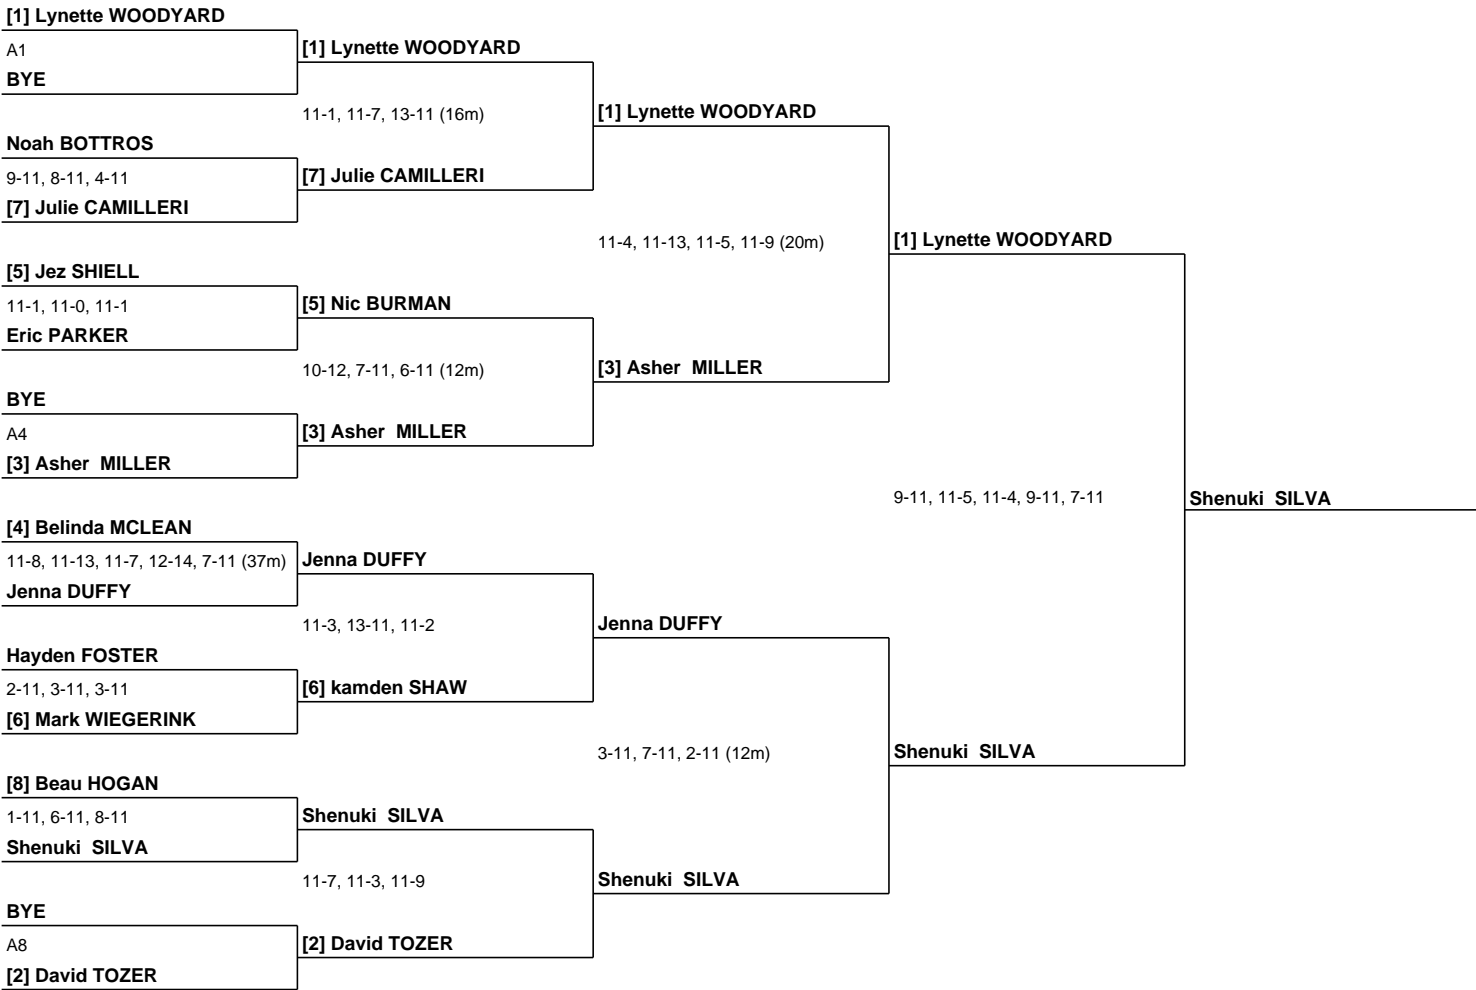 [1] Lynette WOODYARD
A1
BYE
Noah BOTTROS
9-11, 8-11, 4-11
[7] Julie CAMILLERI
[5] Jez SHIELL
11-1, 11-0, 11-1
Eric PARKER
BYE
A4
[3] Asher  MILLER
[4] Belinda MCLEAN
11-8, 11-13, 11-7, 12-14, 7-11 (37m)
Jenna DUFFY
Hayden FOSTER
2-11, 3-11, 3-11
[6] Mark WIEGERINK
[8] Beau HOGAN
1-11, 6-11, 8-11
Shenuki  SILVA
BYE
A8
[2] David TOZER
[1] Lynette WOODYARD
11-1, 11-7, 13-11 (16m)
[7] Julie CAMILLERI
[5] Nic BURMAN
10-12, 7-11, 6-11 (12m)
[3] Asher  MILLER
Jenna DUFFY
11-3, 13-11, 11-2
[6] kamden SHAW
Shenuki  SILVA
11-7, 11-3, 11-9
[2] David TOZER
[1] Lynette WOODYARD
11-4, 11-13, 11-5, 11-9 (20m)
[3] Asher  MILLER
Jenna DUFFY
3-11, 7-11, 2-11 (12m)
Shenuki  SILVA
[1] Lynette WOODYARD
9-11, 11-5, 11-4, 9-11, 7-11
Shenuki  SILVA
Shenuki  SILVA